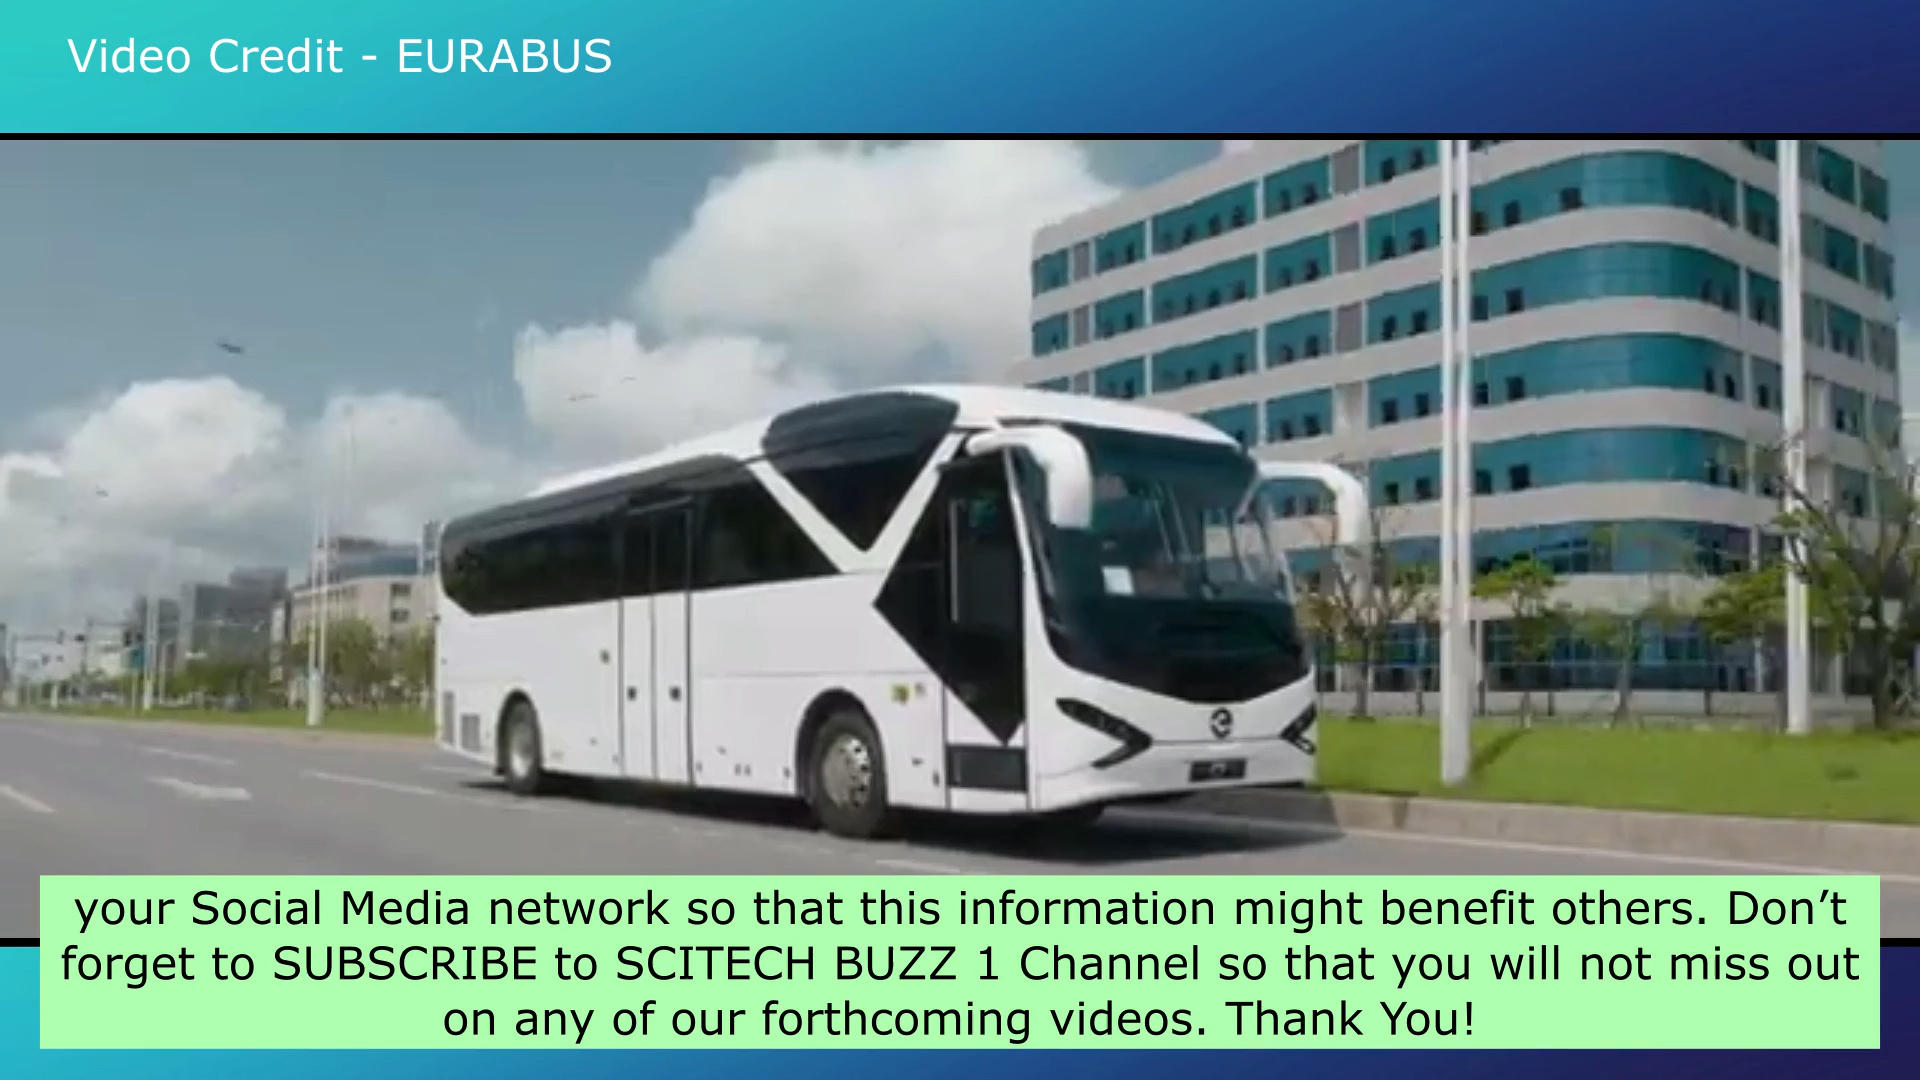 Video Credit - EURABUS
your Social Media network so that this information might benefit others. Don’t
forget to SUBSCRIBE to SCITECH BUZZ 1 Channel so that you will not miss out
on any of our forthcoming videos. Thank You!